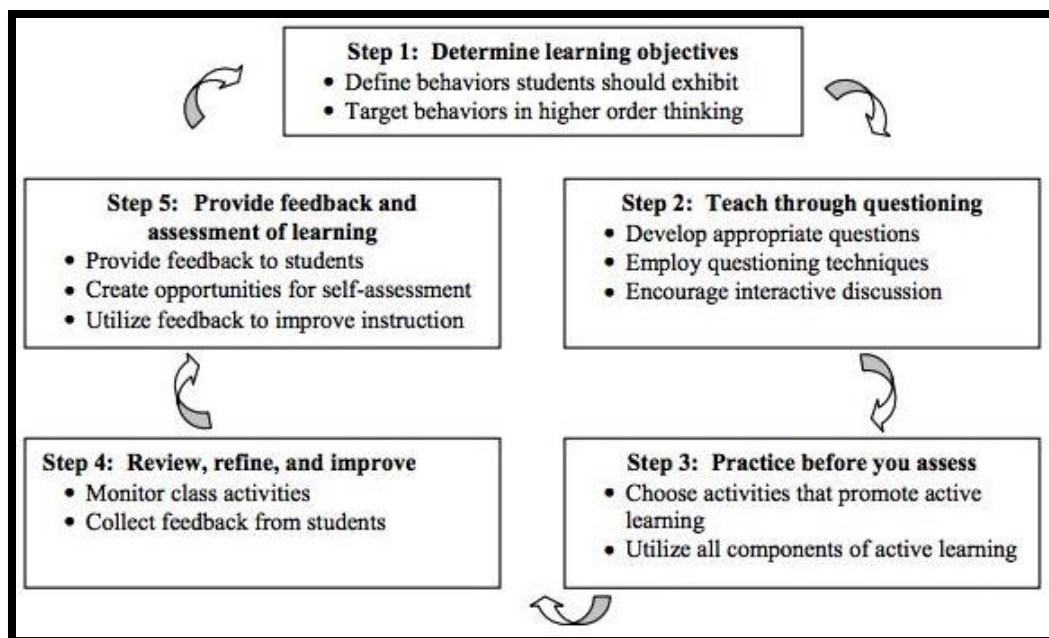 Step 1: Determine learning objectives
• Define behaviors students should exhibit
• Target behaviors in higher order thinking
Step 2: Teach through questioning
• Develop appropriate questions
• Employ questioning techniques
• Encourage interactive discussion
Step 3: Practice before you assess
• Choose activities that promote active
learning
• Utilize all components of active learning
Step 4: Review, refine, and improve
• Monitor class activities
• Collect feedback from students
Step 5: Provide feedback and
assessment of learning
• Provide feedback to students
• Create opportunities for self-assessment
• Utilize feedback to improve instruction